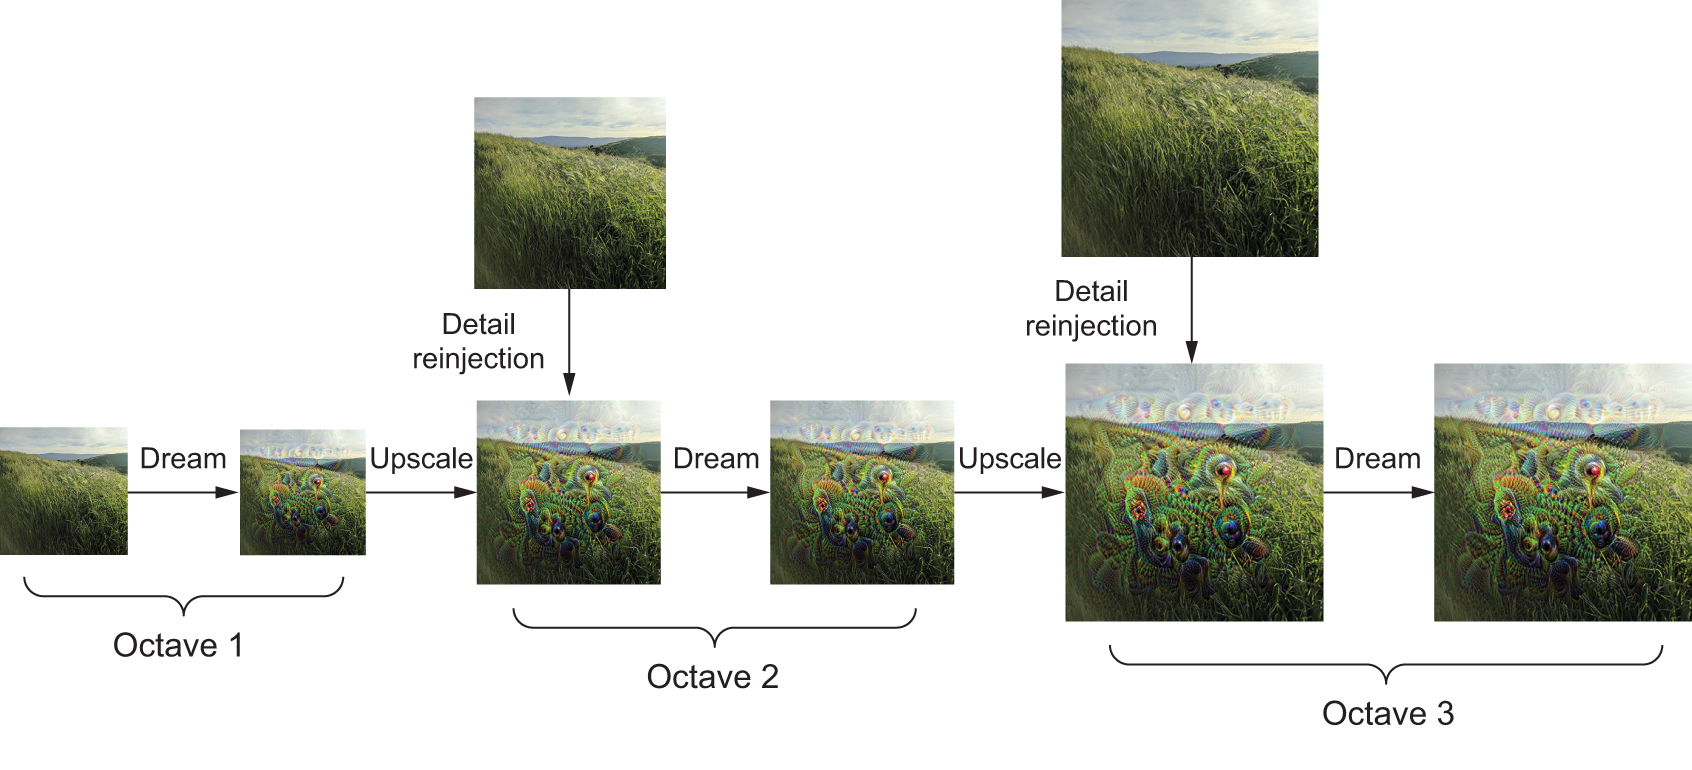 Detail
reinjection
Detail
reinjection
Dream
Upscale
Dream
Upscale
Dream
Octave 1
Octave 2
Octave 3